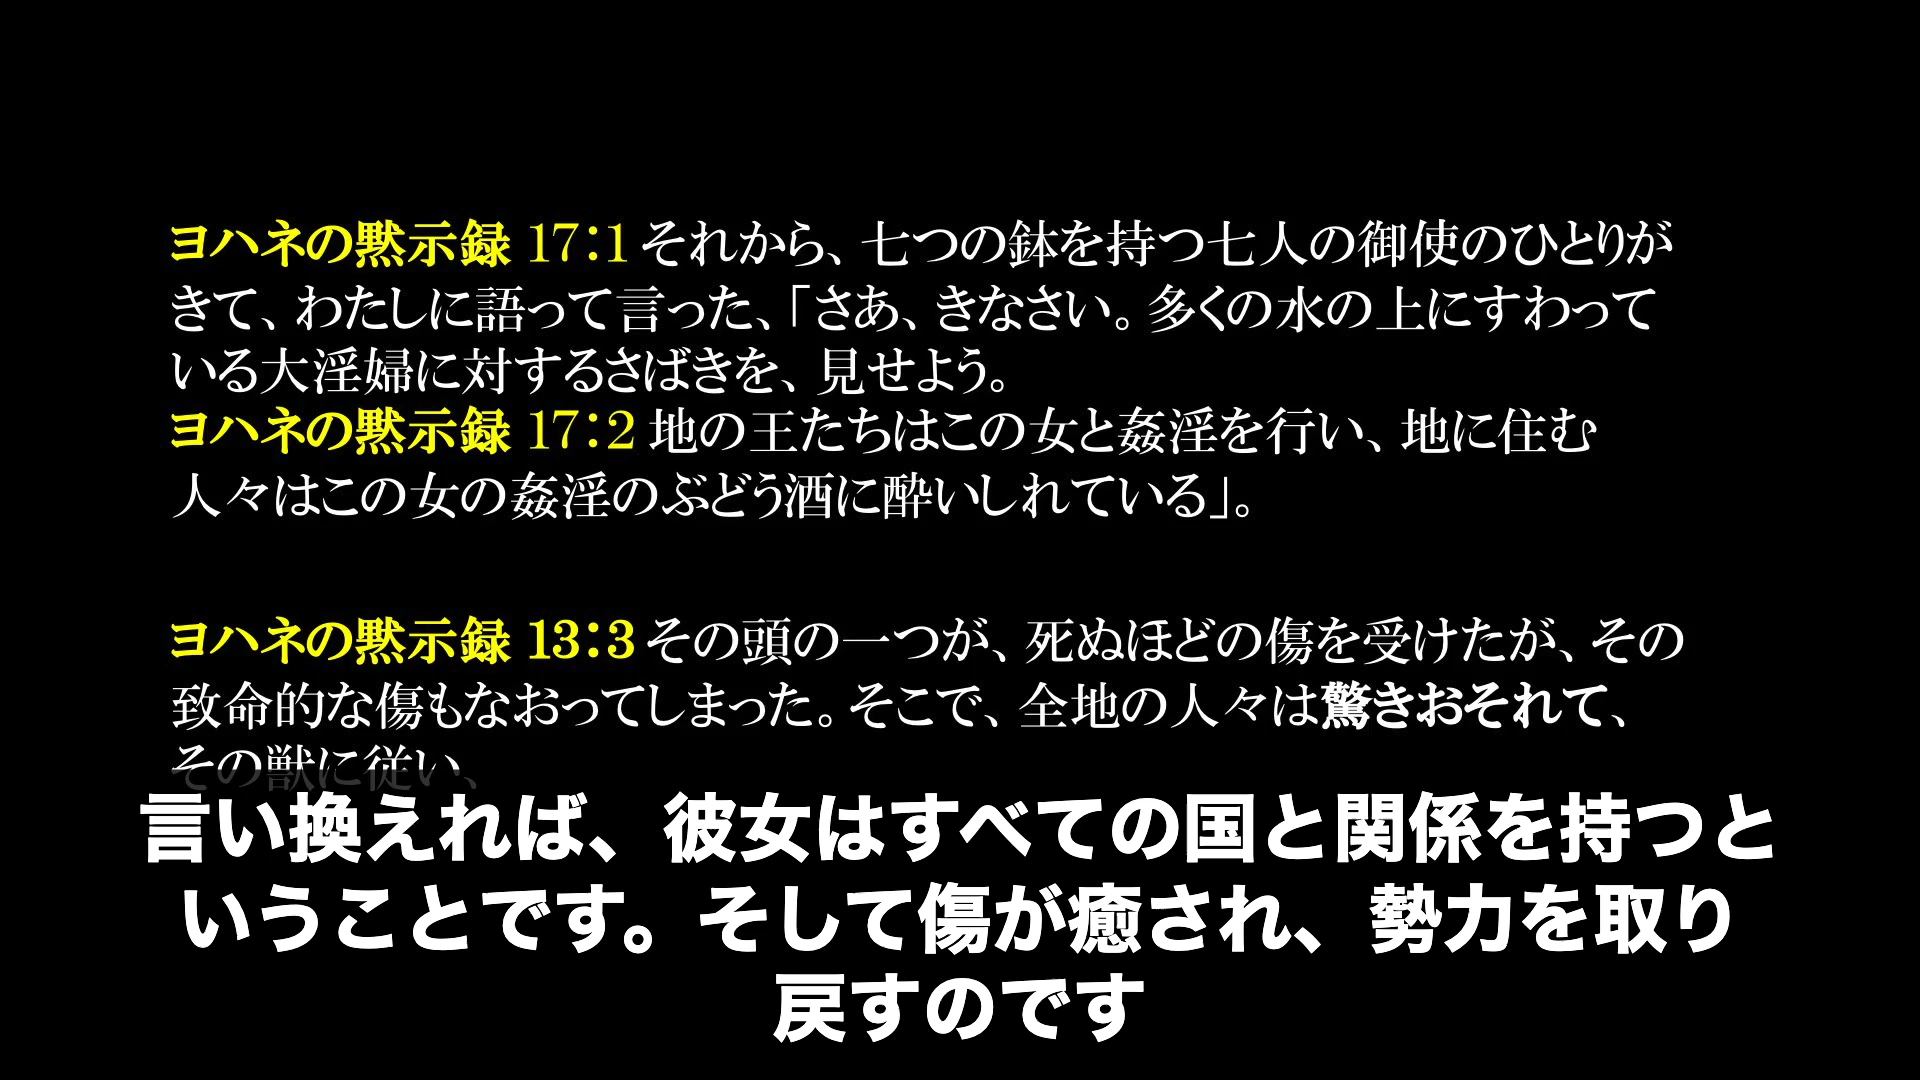 ヨハネの黙示録 17：1 それから、七つの鉢を持つ七人の御使のひとりが
きて、わたしに語って言った、「さあ、きなさい。多くの水の上にすわって
いる大淫婦に対するさばきを、見せよう。
ヨハネの黙示録 17：2 地の王たちはこの女と姦淫を行い、地に住む
人々はこの女の姦淫のぶどう酒に酔いしれている」。
ヨハネの黙示録 13：3 その頭の一つが、死ぬほどの傷を受けたが、その
致命的な傷もなおってしまった。そこで、全地の人々は驚きおそれて、
その獣に従い、
言い換えれば、彼女はすべての国と関係を持つと
いうことです。そして傷が癒され、勢力を取り
戻すのです